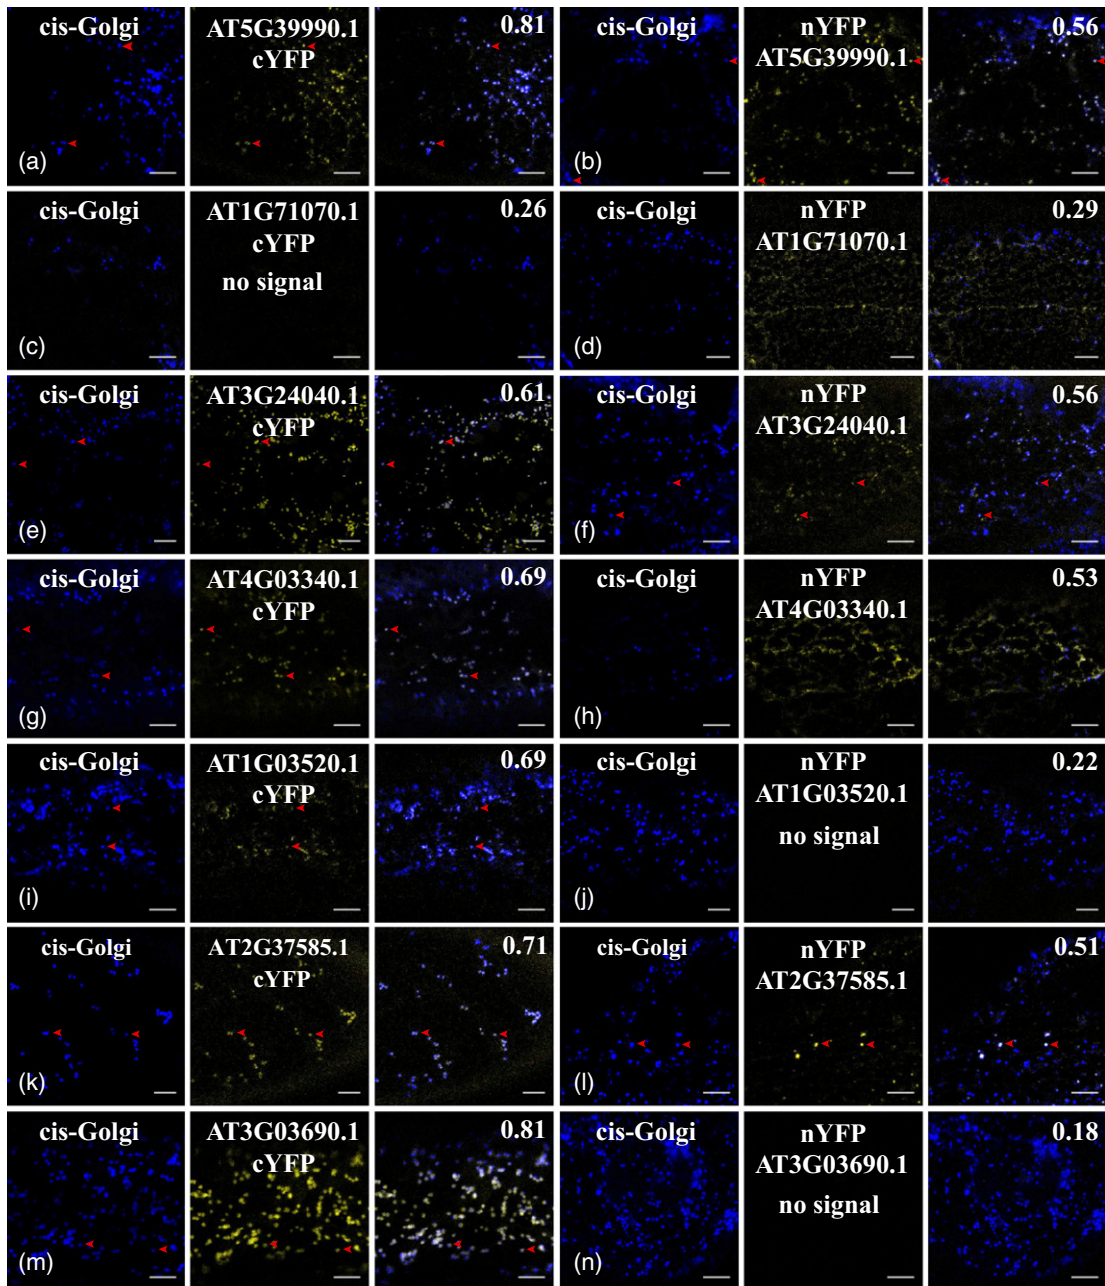 cis-Golgi
AT5G39990.1
cYFP
0.81
(a)
cis-Golgi
nYFP
AT5G39990.1
0.56
(b)
cis-Golgi
AT1G71070.1
cYFP
no signal
0.26
(c)
cis-Golgi
nYFP
AT1G71070.1
0.29
(d)
cis-Golgi
AT3G24040.1
cYFP
0.61
(e)
cis-Golgi
nYFP
AT3G24040.1
0.56
(f)
cis-Golgi
AT4G03340.1
cYFP
0.69
(g)
cis-Golgi
nYFP
AT4G03340.1
0.53
(h)
cis-Golgi
AT1G03520.1
cYFP
0.69
(i)
cis-Golgi
nYFP
AT1G03520.1
no signal
0.22
(j)
cis-Golgi
AT2G37585.1
cYFP
0.71
(k)
cis-Golgi
nYFP
AT2G37585.1
0.51
(l)
cis-Golgi
AT3G03690.1
cYFP
0.81
(m)
cis-Golgi
nYFP
AT3G03690.1
no signal
0.18
(n)